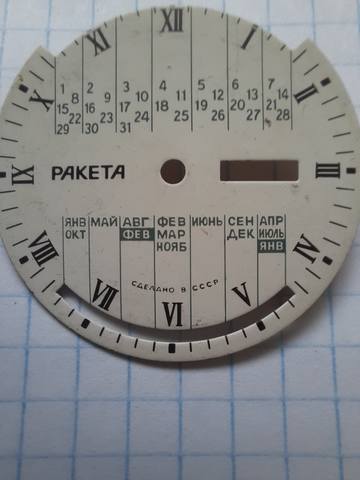 XII
XI I
X II
1 2 3 4 5 6 7
8 9 10 11 12 13 14
15 16 17 18 19 20 21
22 23 24 25 26 27 28
29 30 31
IX РАКЕТА III
ЯНВ МАЙ АВГ ФЕВ ИЮНЬ СЕН АПР
ОКТ ФЕВ МАР ДЕК ИЮЛЬ
НОЯБ ЯНВ
VIII IV
СДЕЛАНО В СССР
VII VI V